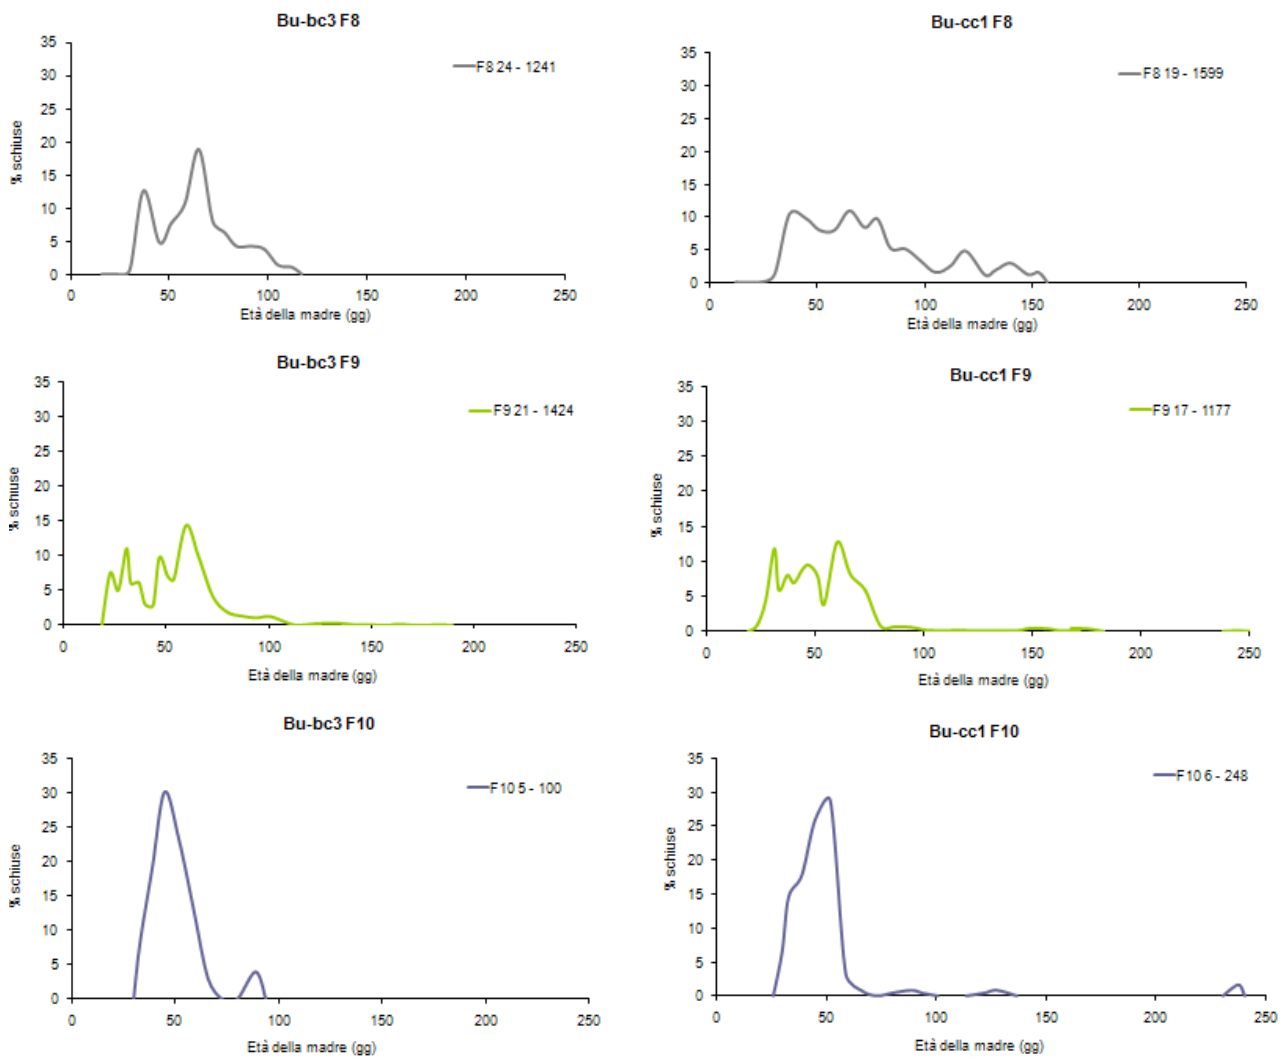 Bu-bc3 F8
35
30
25
20
15
10
5
0
% schiuse
F8 24 - 1241
0 50 100 150 200 250
Età della madre (gg)
Bu-cc1 F8
35
30
25
20
15
10
5
0
% schiuse
F8 19 - 1599
0 50 100 150 200 250
Età della madre (gg)
Bu-bc3 F9
35
30
25
20
15
10
5
0
% schiuse
F9 21 - 1424
0 50 100 150 200 250
Età della madre (gg)
Bu-cc1 F9
35
30
25
20
15
10
5
0
% schiuse
F9 17 - 1177
0 50 100 150 200 250
Età della madre (gg)
Bu-bc3 F10
35
30
25
20
15
10
5
0
% schiuse
F10 5 - 100
0 50 100 150 200 250
Età della madre (gg)
Bu-cc1 F10
35
30
25
20
15
10
5
0
% schiuse
F10 6 - 248
0 50 100 150 200 250
Età della madre (gg)